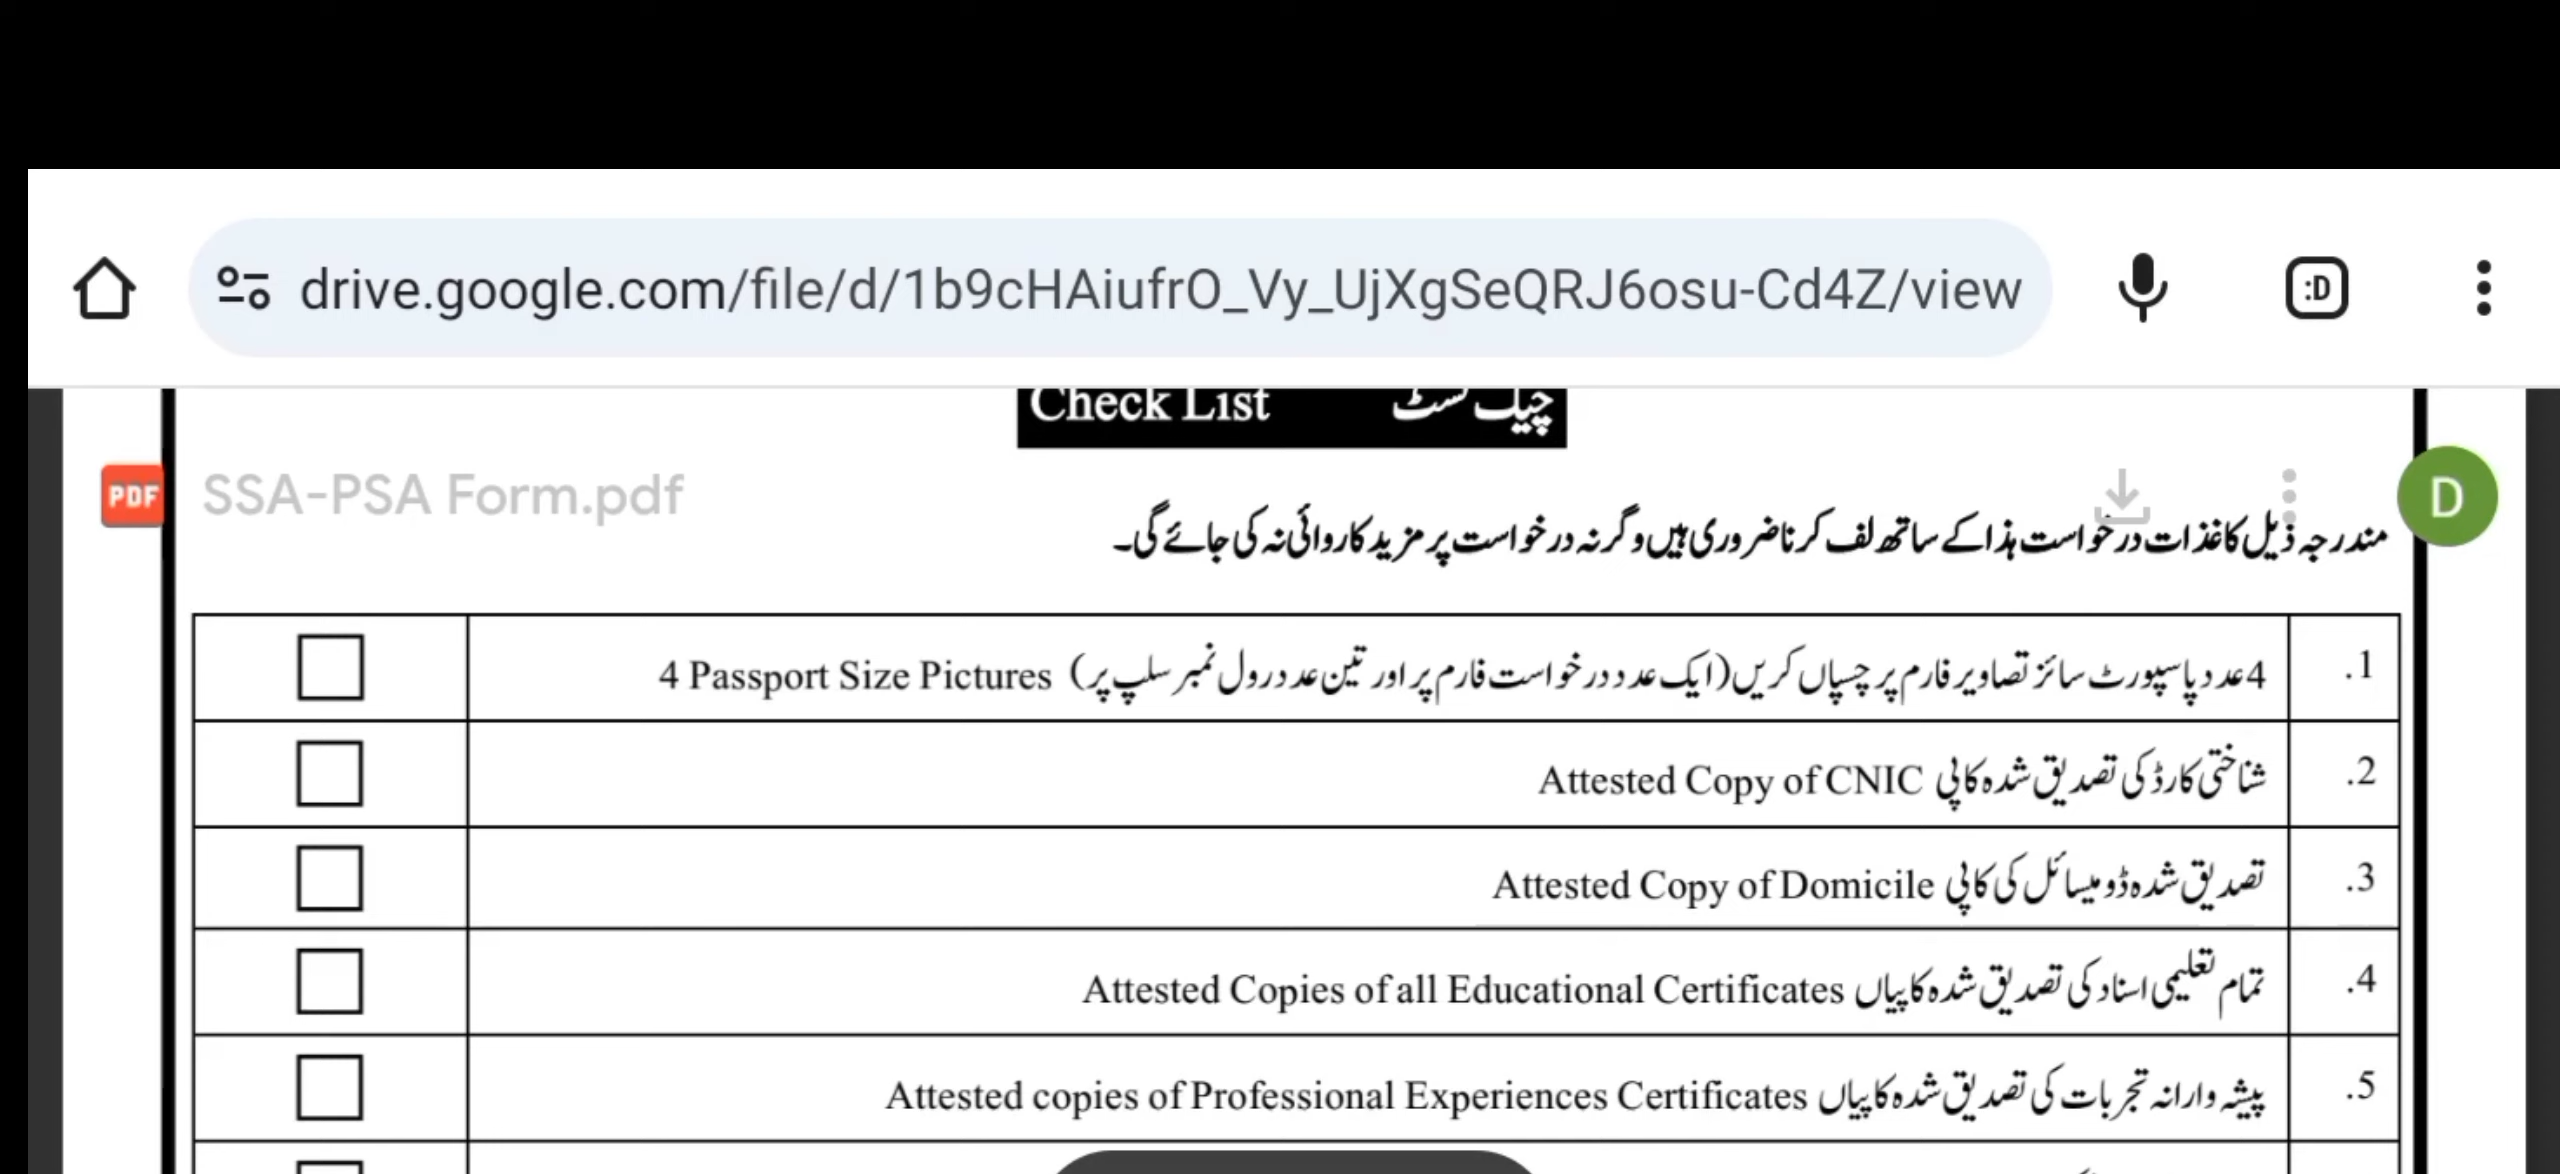 drive.google.com/file/d/1b9cHAiufrO_Vy_UjXgSeQRJ6osu-Cd4Z/view
:D
Check List چیک لسٹ
PDF SSA-PSA Form.pdf
D
مندرجہ ذیل کاغذات درخواست ہذا کے ساتھ لف کرنا ضروری ہیں وگرنہ درخواست پر مزید کاروائی نہ کی جائے گی۔
.1 4 عدد پاسپورٹ سائز تصاویر فارم پر چسپاں کریں (ایک عدد درخواست فارم پر اور تین عدد رول نمبر سلپ پر) 4 Passport Size Pictures
.2 شناختی کارڈ کی تصدیق شدہ کاپی Attested Copy of CNIC
.3 تصدیق شدہ ڈومیسائل کی کاپی Attested Copy of Domicile
.4 تمام تعلیمی اسناد کی تصدیق شدہ کاپیاں Attested Copies of all Educational Certificates
.5 پیشہ وارانہ تجربات کی تصدیق شدہ کاپیاں Attested copies of Professional Experiences Certificates